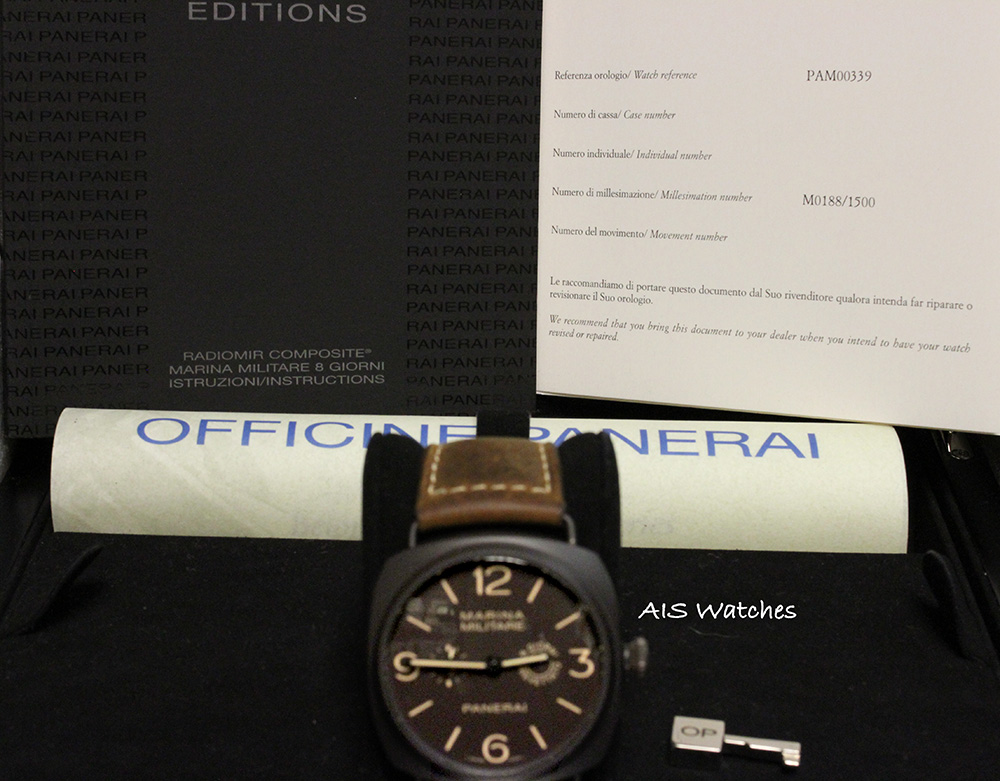 EDITIONS
RADIOMIR COMPOSITE®
MARINA MILITARE 8 GIORNI
ISTRUZIONI/INSTRUCTIONS
Referenza orologio/ Watch reference PAM00339
Numero di cassa/ Case number
Numero individuale/ Individual number
Numero di millesimazione/ Millesimation number M0188/1500
Numero del movimento/ Movement number
Le raccomandiamo di portare questo documento dal Suo rivenditore qualora intenda far riparare o
revisionare il Suo orologio.
We recommend that you bring this document to your dealer when you intend to have your watch
revised or repaired.
OFFICINE PANERAI
12
MARINA
MILITARE
9
3
PANERAI
6
AIS Watches
OP